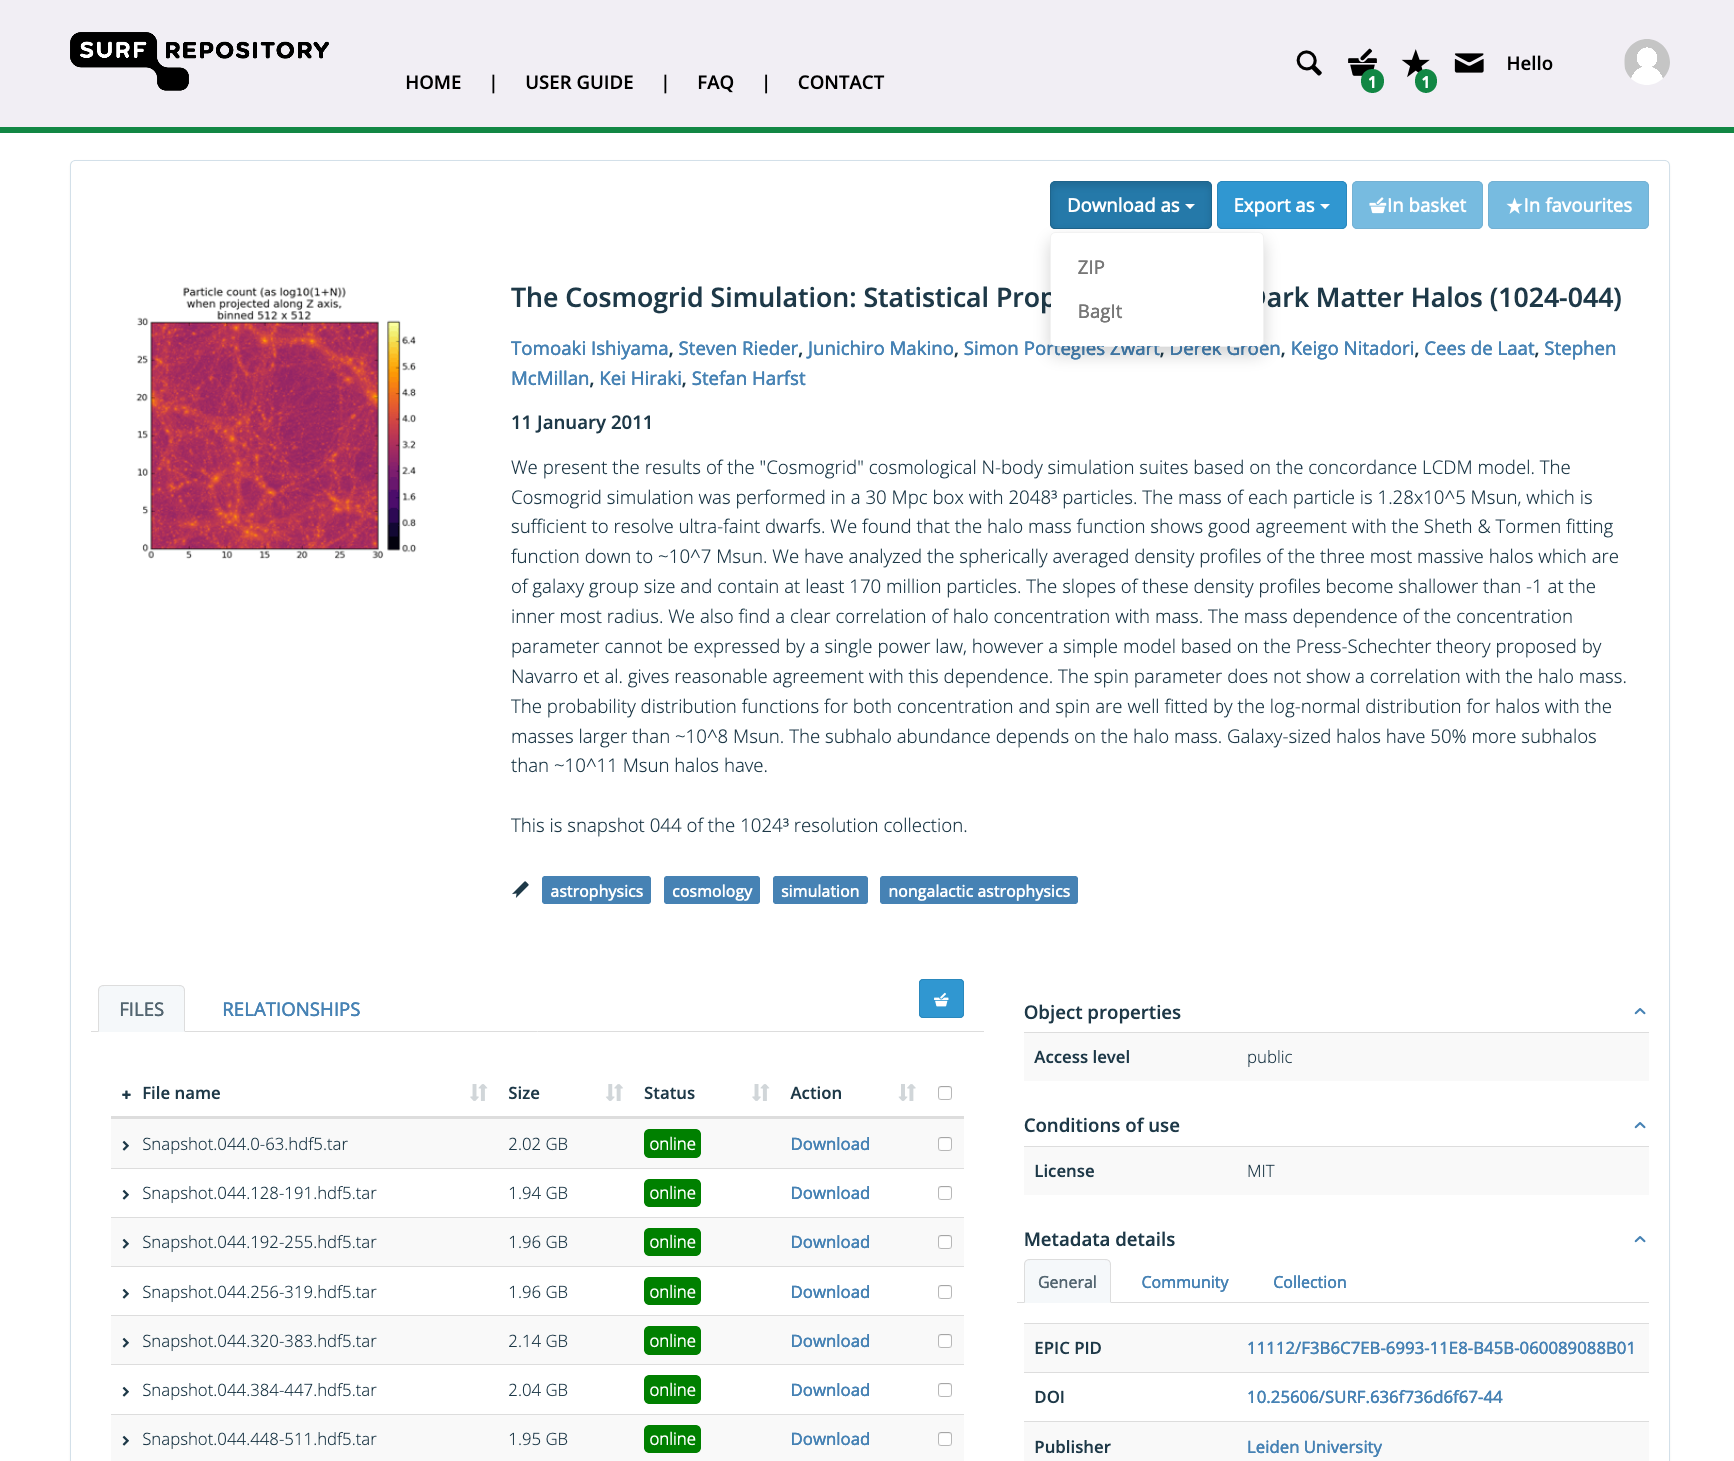 SURF REPOSITORY
HOME | USER GUIDE | FAQ | CONTACT
1
1
Hello
Download as
Export as
In basket
In favourites
ZIP
BagIt
Particle count (as log10(1+N))
when projected along Z axis,
binned 512 x 512
30
25
20
15
10
5
0
0 5 10 15 20 25 30
6.4
5.6
4.8
4.0
3.2
2.4
1.6
0.8
0.0
The Cosmogrid Simulation: Statistical Prop ark Matter Halos (1024-044)
Tomoaki Ishiyama, Steven Rieder, Junichiro Makino, Simon Portegies Zwart, Derek Groen, Keigo Nitadori, Cees de Laat, Stephen
McMillan, Kei Hiraki, Stefan Harfst
11 January 2011
We present the results of the "Cosmogrid" cosmological N-body simulation suites based on the concordance LCDM model. The
Cosmogrid simulation was performed in a 30 Mpc box with 2048³ particles. The mass of each particle is 1.28x10^5 Msun, which is
sufficient to resolve ultra-faint dwarfs. We found that the halo mass function shows good agreement with the Sheth & Tormen fitting
function down to ~10^7 Msun. We have analyzed the spherically averaged density profiles of the three most massive halos which are
of galaxy group size and contain at least 170 million particles. The slopes of these density profiles become shallower than -1 at the
inner most radius. We also find a clear correlation of halo concentration with mass. The mass dependence of the concentration
parameter cannot be expressed by a single power law, however a simple model based on the Press-Schechter theory proposed by
Navarro et al. gives reasonable agreement with this dependence. The spin parameter does not show a correlation with the halo mass.
The probability distribution functions for both concentration and spin are well fitted by the log-normal distribution for halos with the
masses larger than ~10^8 Msun. The subhalo abundance depends on the halo mass. Galaxy-sized halos have 50% more subhalos
than ~10^11 Msun halos have.
This is snapshot 044 of the 1024³ resolution collection.
astrophysics cosmology simulation nongalactic astrophysics
FILES RELATIONSHIPS
+ File name Size Status Action
Snapshot.044.0-63.hdf5.tar 2.02 GB online Download
Snapshot.044.128-191.hdf5.tar 1.94 GB online Download
Snapshot.044.192-255.hdf5.tar 1.96 GB online Download
Snapshot.044.256-319.hdf5.tar 1.96 GB online Download
Snapshot.044.320-383.hdf5.tar 2.14 GB online Download
Snapshot.044.384-447.hdf5.tar 2.04 GB online Download
Snapshot.044.448-511.hdf5.tar 1.95 GB online Download
Object properties
Access level public
Conditions of use
License MIT
Metadata details
General Community Collection
EPIC PID 11112/F3B6C7EB-6993-11E8-B45B-060089088B01
DOI 10.25606/SURF.636f736d6f67-44
Publisher Leiden University